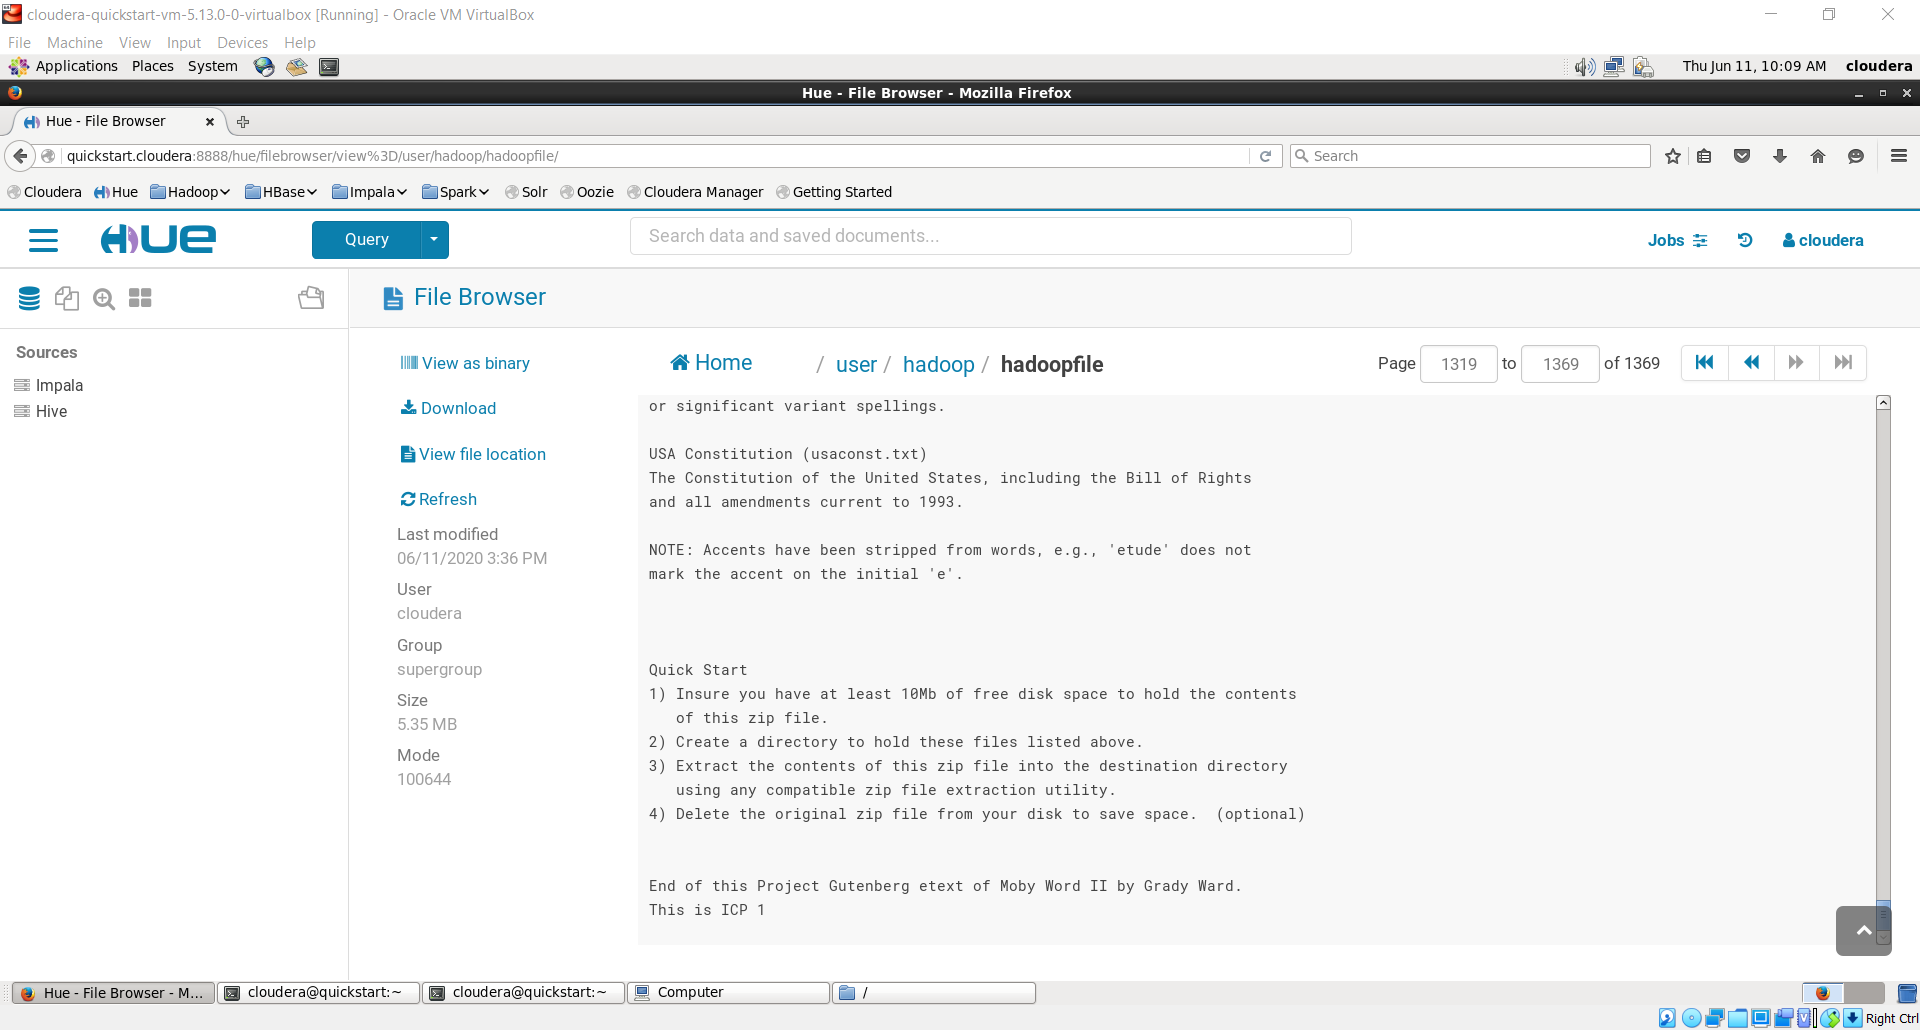 cloudera-quickstart-vm-5.13.0-0-virtualbox [Running] - Oracle VM VirtualBox
File Machine View Input Devices Help
Applications Places System Thu Jun 11, 10:09 AM cloudera
Hue - File Browser - Mozilla Firefox
Hue - File Browser
quickstart.cloudera:8888/hue/filebrowser/view%3D/user/hadoop/hadoopfile/ Search
Cloudera Hue Hadoop HBase Impala Spark Solr Oozie Cloudera Manager Getting Started
HUE Query Search data and saved documents... Jobs cloudera
File Browser
Sources
Impala
Hive
View as binary
Download
View file location
Refresh
Last modified
06/11/2020 3:36 PM
User
cloudera
Group
supergroup
Size
5.35 MB
Mode
100644
Home / user / hadoop / hadoopfile Page 1319 to 1369 of 1369
or significant variant spellings.
USA Constitution (usaconst.txt)
The Constitution of the United States, including the Bill of Rights
and all amendments current to 1993.
NOTE: Accents have been stripped from words, e.g., 'etude' does not
mark the accent on the initial 'e'.
Quick Start
1) Insure you have at least 10Mb of free disk space to hold the contents
of this zip file.
2) Create a directory to hold these files listed above.
3) Extract the contents of this zip file into the destination directory
using any compatible zip file extraction utility.
4) Delete the original zip file from your disk to save space.  (optional)
End of this Project Gutenberg etext of Moby Word II by Grady Ward.
This is ICP 1
Hue - File Browser - M... cloudera@quickstart:~ cloudera@quickstart:~ Computer /
Right Ctrl